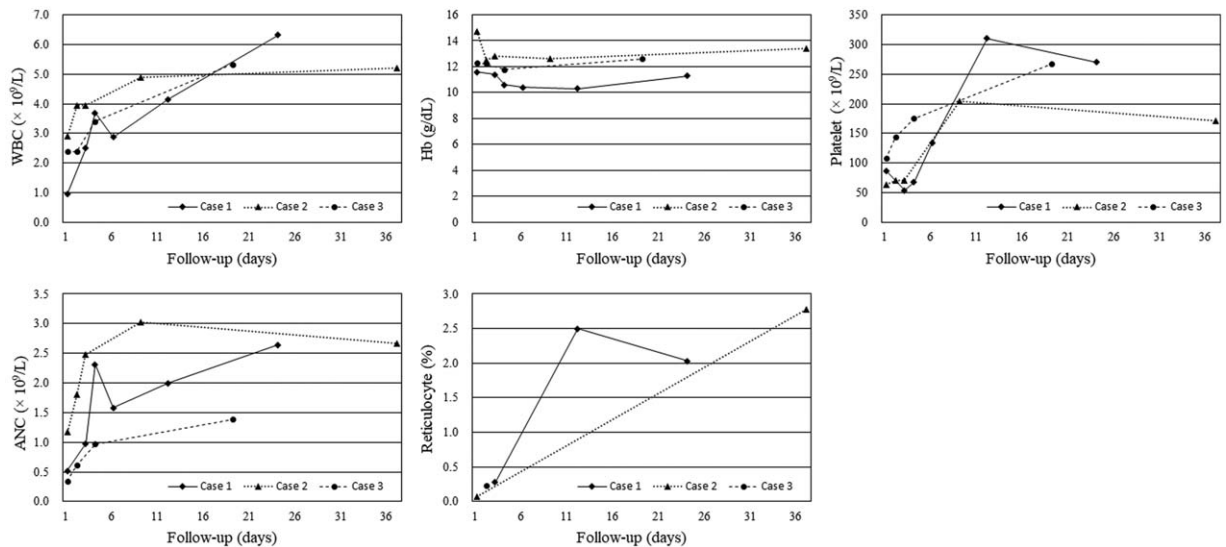 WBC (× 10⁹/L)
7.0
6.0
5.0
4.0
3.0
2.0
1.0
0.0
Case 1 Case 2 Case 3
1 6 11 16 21 26 31 36
Follow-up (days)
Hb (g/dL)
16
14
12
10
8
6
4
2
0
Case 1 Case 2 Case 3
1 6 11 16 21 26 31 36
Follow-up (days)
Platelet (× 10⁹/L)
350
300
250
200
150
100
50
0
Case 1 Case 2 Case 3
1 6 11 16 21 26 31 36
Follow-up (days)
ANC (× 10⁹/L)
3.5
3.0
2.5
2.0
1.5
1.0
0.5
0.0
Case 1 Case 2 Case 3
1 6 11 16 21 26 31 36
Follow-up (days)
Reticulocyte (%)
3.0
2.5
2.0
1.5
1.0
0.5
0.0
Case 1 Case 2 Case 3
1 6 11 16 21 26 31 36
Follow-up (days)